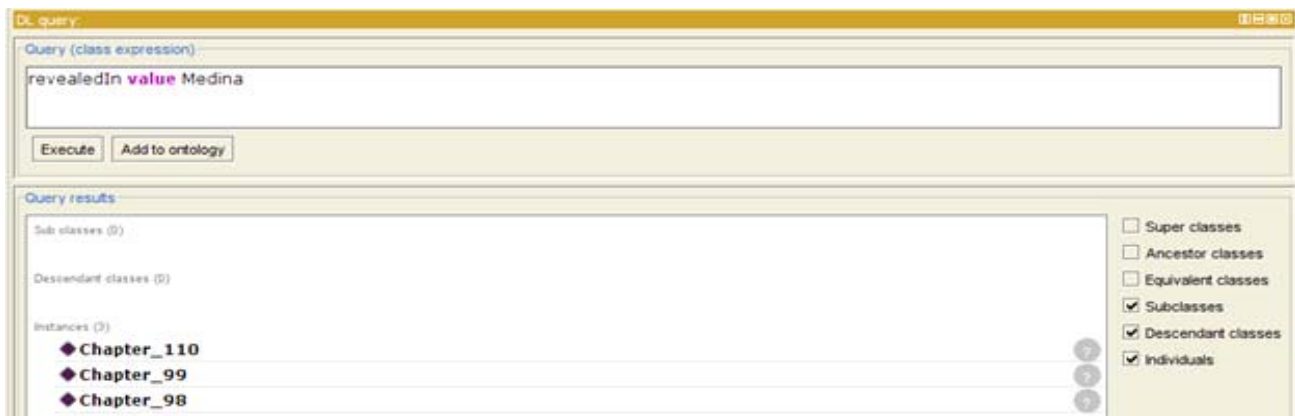 DL query:
Query (class expression)
revealedIn value Medina
Execute Add to ontology
Query results
Sub classes (0)
Super classes
Ancestor classes
Descendant classes (0)
Equivalent classes
Subclasses
Instances (3)
Descendant classes
Chapter_110 ?
Individuals
Chapter_99 ?
Chapter_98 ?